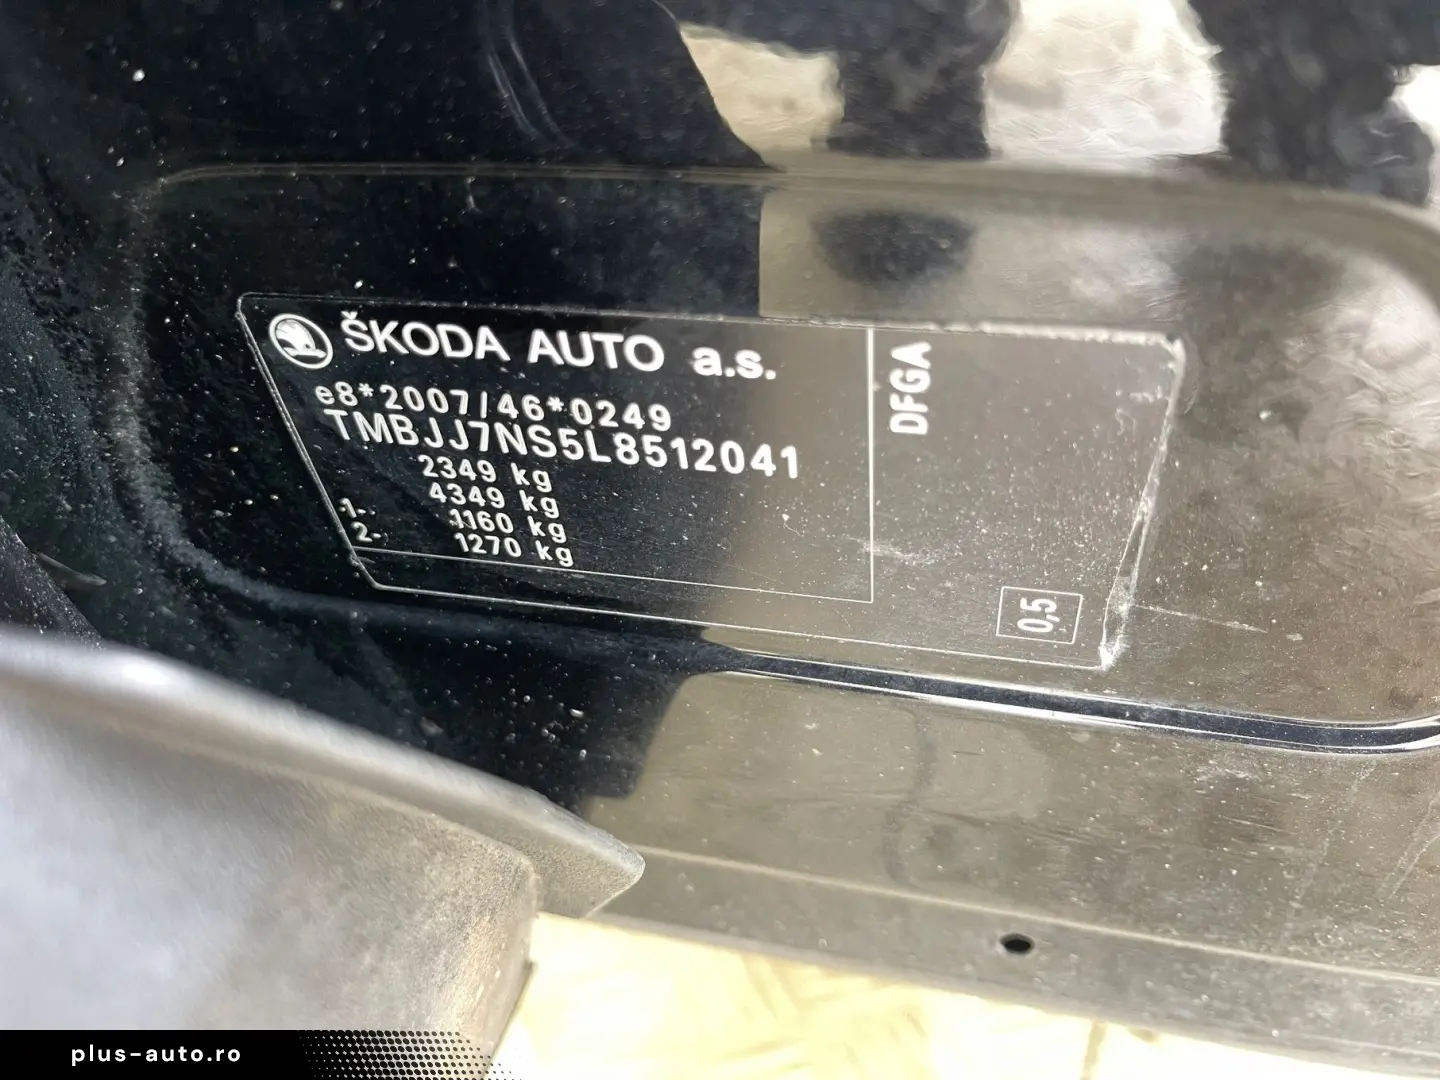 ŠKODA AUTO a.s.
e8*2007/46*0249
TMBJJ7NS5L8512041
2349 kg
4349 kg
1- 1160 kg
2- 1270 kg
DFGA
0,5
plus-auto.ro